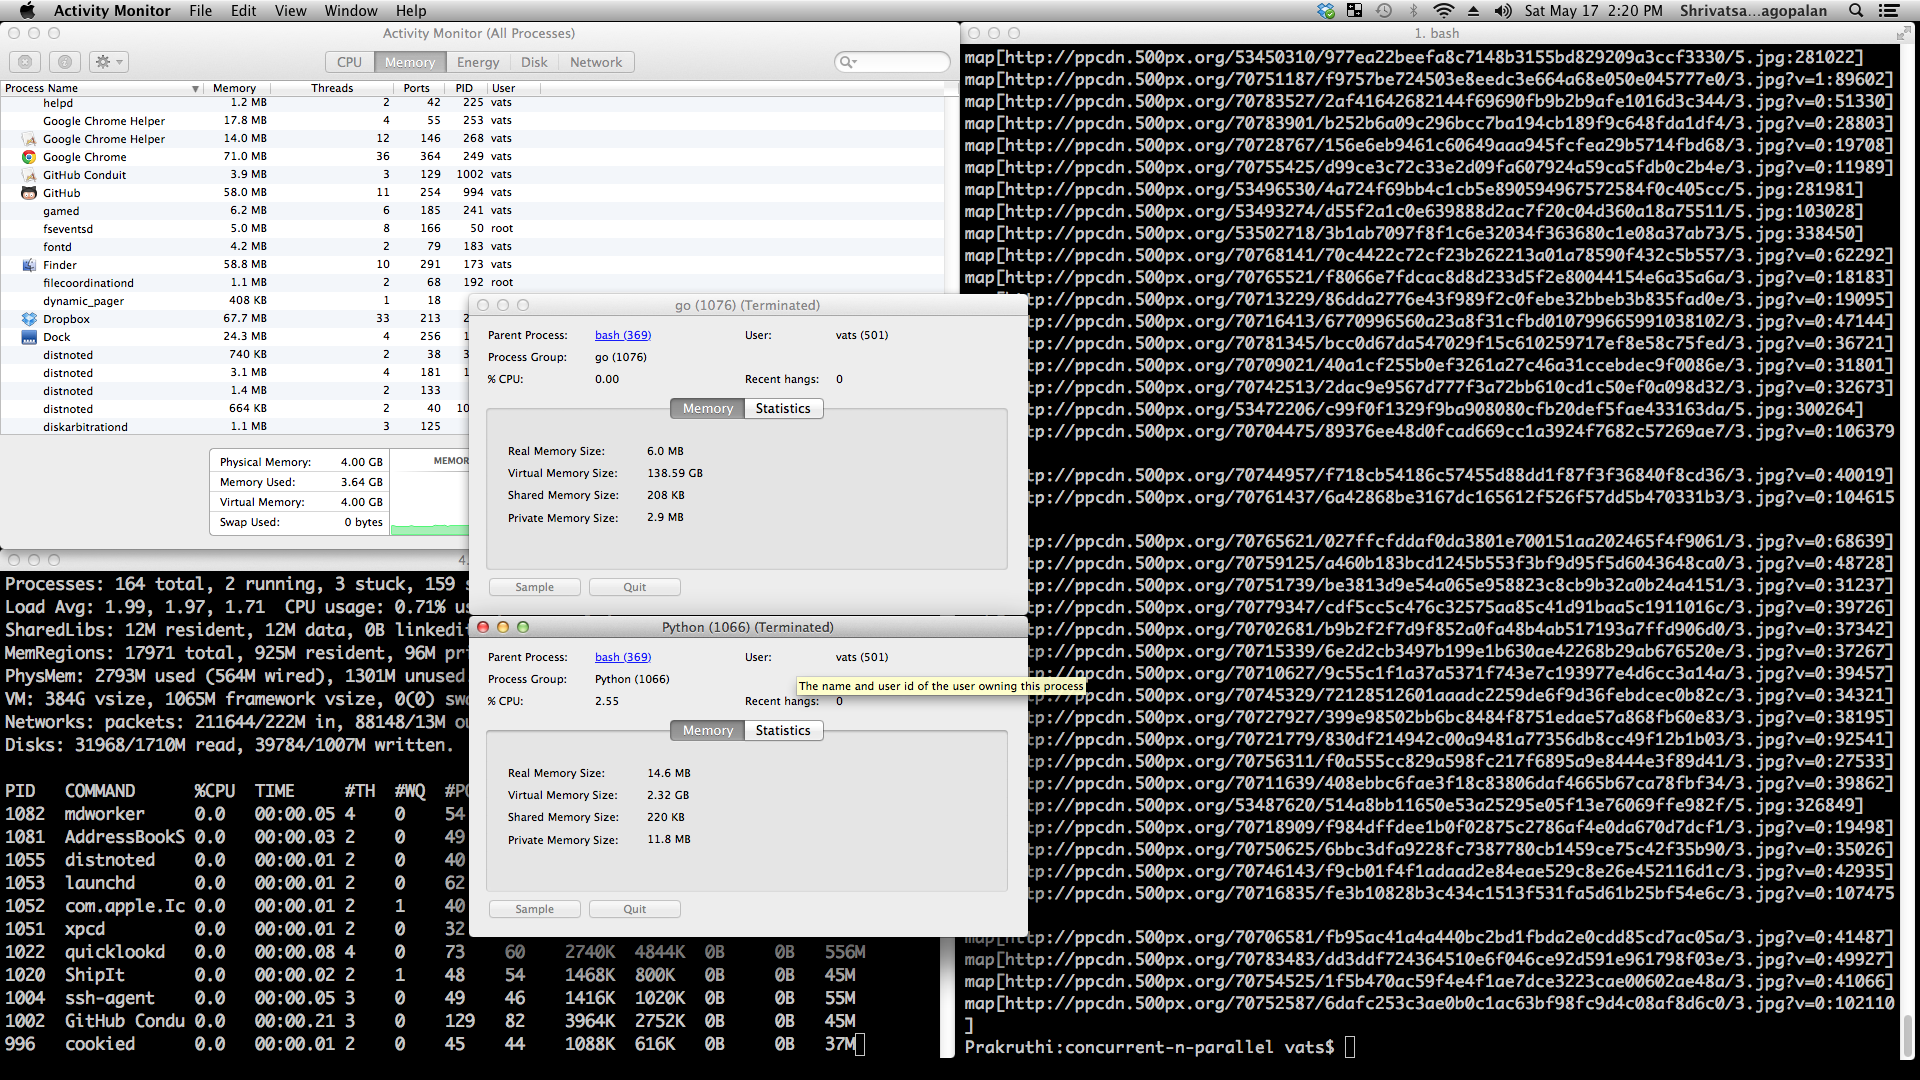 Activity Monitor File Edit View Window Help
Sat May 17 2:20 PM Shrivatsa...agopalan
Activity Monitor (All Processes)
CPU Memory Energy Disk Network
Process Name Memory Threads Ports PID User
helpd 1.2 MB 2 42 225 vats
Google Chrome Helper 17.8 MB 4 55 253 vats
Google Chrome Helper 14.0 MB 12 146 268 vats
Google Chrome 71.0 MB 36 364 249 vats
GitHub Conduit 3.9 MB 3 129 1002 vats
GitHub 58.0 MB 11 254 994 vats
gamed 6.2 MB 6 185 241 vats
fseventsd 5.0 MB 8 166 50 root
fontd 4.2 MB 2 79 183 vats
Finder 58.8 MB 10 291 173 vats
filecoordinationd 1.1 MB 2 68 192 root
dynamic_pager 408 KB 1 18
Dropbox 67.7 MB 33 213 2
Dock 24.3 MB 4 256 1
distnoted 740 KB 2 38 3
distnoted 3.1 MB 4 181 1
distnoted 1.4 MB 2 133
distnoted 664 KB 2 40 10
diskarbitrationd 1.1 MB 3 125
Physical Memory: 4.00 GB
Memory Used: 3.64 GB
Virtual Memory: 4.00 GB
Swap Used: 0 bytes
MEMOR
go (1076) (Terminated)
Parent Process: bash (369) User: vats (501)
Process Group: go (1076)
% CPU: 0.00 Recent hangs: 0
Memory Statistics
Real Memory Size: 6.0 MB
Virtual Memory Size: 138.59 GB
Shared Memory Size: 208 KB
Private Memory Size: 2.9 MB
Sample Quit
Python (1066) (Terminated)
Parent Process: bash (369) User: vats (501)
Process Group: Python (1066)
The name and user id of the user owning this process
% CPU: 2.55 Recent hangs: 0
Memory Statistics
Real Memory Size: 14.6 MB
Virtual Memory Size: 2.32 GB
Shared Memory Size: 220 KB
Private Memory Size: 11.8 MB
Sample Quit
4.
Processes: 164 total, 2 running, 3 stuck, 159 s
Load Avg: 1.99, 1.97, 1.71 CPU usage: 0.71% us
SharedLibs: 12M resident, 12M data, 0B linkedit
MemRegions: 17971 total, 925M resident, 96M pri
PhysMem: 2793M used (564M wired), 1301M unused.
VM: 384G vsize, 1065M framework vsize, 0(0) swa
Networks: packets: 211644/222M in, 88148/13M ou
Disks: 31968/1710M read, 39784/1007M written.
PID COMMAND %CPU TIME #TH #WQ #PO
1082 mdworker 0.0 00:00.05 4 0 54
1081 AddressBookS 0.0 00:00.03 2 0 49
1055 distnoted 0.0 00:00.01 2 0 40
1053 launchd 0.0 00:00.01 2 0 62
1052 com.apple.Ic 0.0 00:00.01 2 1 40
1051 xpcd 0.0 00:00.01 2 0 32
1022 quicklookd 0.0 00:00.08 4 0 73 60 2740K 4844K 0B 0B 556M
1020 ShipIt 0.0 00:00.02 2 1 48 54 1468K 800K 0B 0B 45M
1004 ssh-agent 0.0 00:00.05 3 0 49 46 1416K 1020K 0B 0B 55M
1002 GitHub Condu 0.0 00:00.21 3 0 129 82 3964K 2752K 0B 0B 45M
996 cookied 0.0 00:00.01 2 0 45 44 1088K 616K 0B 0B 37M
1. bash
map[http://ppcdn.500px.org/53450310/977ea22beefa8c7148b3155bd829209a3ccf3330/5.jpg:281022]
map[http://ppcdn.500px.org/70751187/f9757be724503e8eedc3e664a68e050e045777e0/3.jpg?v=1:89602]
map[http://ppcdn.500px.org/70783527/2af41642682144f69690fb9b2b9afe1016d3c344/3.jpg?v=0:51330]
map[http://ppcdn.500px.org/70783901/b252b6a09c296bcc7ba194cb189f9c648fda1df4/3.jpg?v=0:28803]
map[http://ppcdn.500px.org/70728767/156e6eb9461c60649aaa945fcfea29b5714fbd68/3.jpg?v=0:19708]
map[http://ppcdn.500px.org/70755425/d99ce3c72c33e2d09fa607924a59ca5fdb0c2b4e/3.jpg?v=0:11989]
map[http://ppcdn.500px.org/53496530/4a724f69bb4c1cb5e890594967572584f0c405cc/5.jpg:281981]
map[http://ppcdn.500px.org/53493274/d55f2a1c0e639888d2ac7f20c04d360a18a75511/5.jpg:103028]
map[http://ppcdn.500px.org/53502718/3b1ab7097f8f1c6e32034f363680c1e08a37ab73/5.jpg:338450]
map[http://ppcdn.500px.org/70768141/70c4422c72cf23b262213a01a78590f432c5b557/3.jpg?v=0:62292]
map[http://ppcdn.500px.org/70765521/f8066e7fdcac8d8d233d5f2e80044154e6a35a6a/3.jpg?v=0:18183]
map[http://ppcdn.500px.org/70713229/86dda2776e43f989f2c0febe32bbeb3b835fad0e/3.jpg?v=0:19095]
tp://ppcdn.500px.org/70716413/6770996560a23a8f31cfbd010799665991038102/3.jpg?v=0:47144]
tp://ppcdn.500px.org/70781345/bcc0d67da547029f15c610259717ef8e58c75fed/3.jpg?v=0:36721]
tp://ppcdn.500px.org/70709021/40a1cf255b0ef3261a27c46a31ccebdec9f0086e/3.jpg?v=0:31801]
tp://ppcdn.500px.org/70742513/2dac9e9567d777f3a72bb610cd1c50ef0a098d32/3.jpg?v=0:32673]
tp://ppcdn.500px.org/53472206/c99f0f1329f9ba908080cfb20def5fae433163da/5.jpg:300264]
tp://ppcdn.500px.org/70704475/89376ee48d0fcad669cc1a3924f7682c57269ae7/3.jpg?v=0:106379
tp://ppcdn.500px.org/70744957/f718cb54186c57455d88dd1f87f3f36840f8cd36/3.jpg?v=0:40019]
tp://ppcdn.500px.org/70761437/6a42868be3167dc165612f526f57dd5b470331b3/3.jpg?v=0:104615
tp://ppcdn.500px.org/70765621/027ffcfddaf0da3801e700151aa202465f4f9061/3.jpg?v=0:68639]
tp://ppcdn.500px.org/70759125/a460b183bcd1245b553f3bf9d95f5d6043648ca0/3.jpg?v=0:48728]
tp://ppcdn.500px.org/70751739/be3813d9e54a065e958823c8cb9b32a0b24a4151/3.jpg?v=0:31237]
tp://ppcdn.500px.org/70779347/cdf5cc5c476c32575aa85c41d91baa5c1911016c/3.jpg?v=0:39726]
tp://ppcdn.500px.org/70702681/b9b2f2f7d9f852a0fa48b4ab517193a7ffd906d0/3.jpg?v=0:37342]
tp://ppcdn.500px.org/70715339/6e2d2cb3497b199e1b630ae42268b29ab676520e/3.jpg?v=0:37267]
tp://ppcdn.500px.org/70710627/9c55c1f1a37a5371f743e7c193977e4d6cc3a14a/3.jpg?v=0:39457]
tp://ppcdn.500px.org/70745329/72128512601aaadc2259de6f9d36febdcec0b82c/3.jpg?v=0:34321]
tp://ppcdn.500px.org/70727927/399e98502bb6bc8484f8751edae57a868fb60e83/3.jpg?v=0:38195]
tp://ppcdn.500px.org/70721779/830df214942c00a9481a77356db8cc49f12b1b03/3.jpg?v=0:92541]
tp://ppcdn.500px.org/70756311/f0a555cc829a598fc217f6895a9e8444e3f89d41/3.jpg?v=0:27533]
tp://ppcdn.500px.org/70711639/408ebbc6fae3f18c83806daf4665b67ca78fbf34/3.jpg?v=0:39862]
tp://ppcdn.500px.org/53487620/514a8bb11650e53a25295e05f13e76069ffe982f/5.jpg:326849]
tp://ppcdn.500px.org/70718909/f984dffdee1b0f02875c2786af4e0da670d7dcf1/3.jpg?v=0:19498]
tp://ppcdn.500px.org/70750625/6bbc3dfa9228fc7387780cb1459ce75c42f35b90/3.jpg?v=0:35026]
tp://ppcdn.500px.org/70746143/f9cb01f4f1adaad2e84eae529c8e26e452116d1c/3.jpg?v=0:42935]
tp://ppcdn.500px.org/70716835/fe3b10828b3c434c1513f531fa5d61b25bf54e6c/3.jpg?v=0:107475
map[http://ppcdn.500px.org/70706581/fb95ac41a4a440bc2bd1fbda2e0cdd85cd7ac05a/3.jpg?v=0:41487]
map[http://ppcdn.500px.org/70783483/dd3ddf724364510e6f046ce92d591e961798f03e/3.jpg?v=0:49927]
map[http://ppcdn.500px.org/70754525/1f5b470ac59f4e4f1ae7dce3223cae00602ae48a/3.jpg?v=0:41066]
map[http://ppcdn.500px.org/70752587/6dafc253c3ae0b0c1ac63bf98fc9d4c08af8d6c0/3.jpg?v=0:102110
]
Prakruthi:concurrent-n-parallel vats$